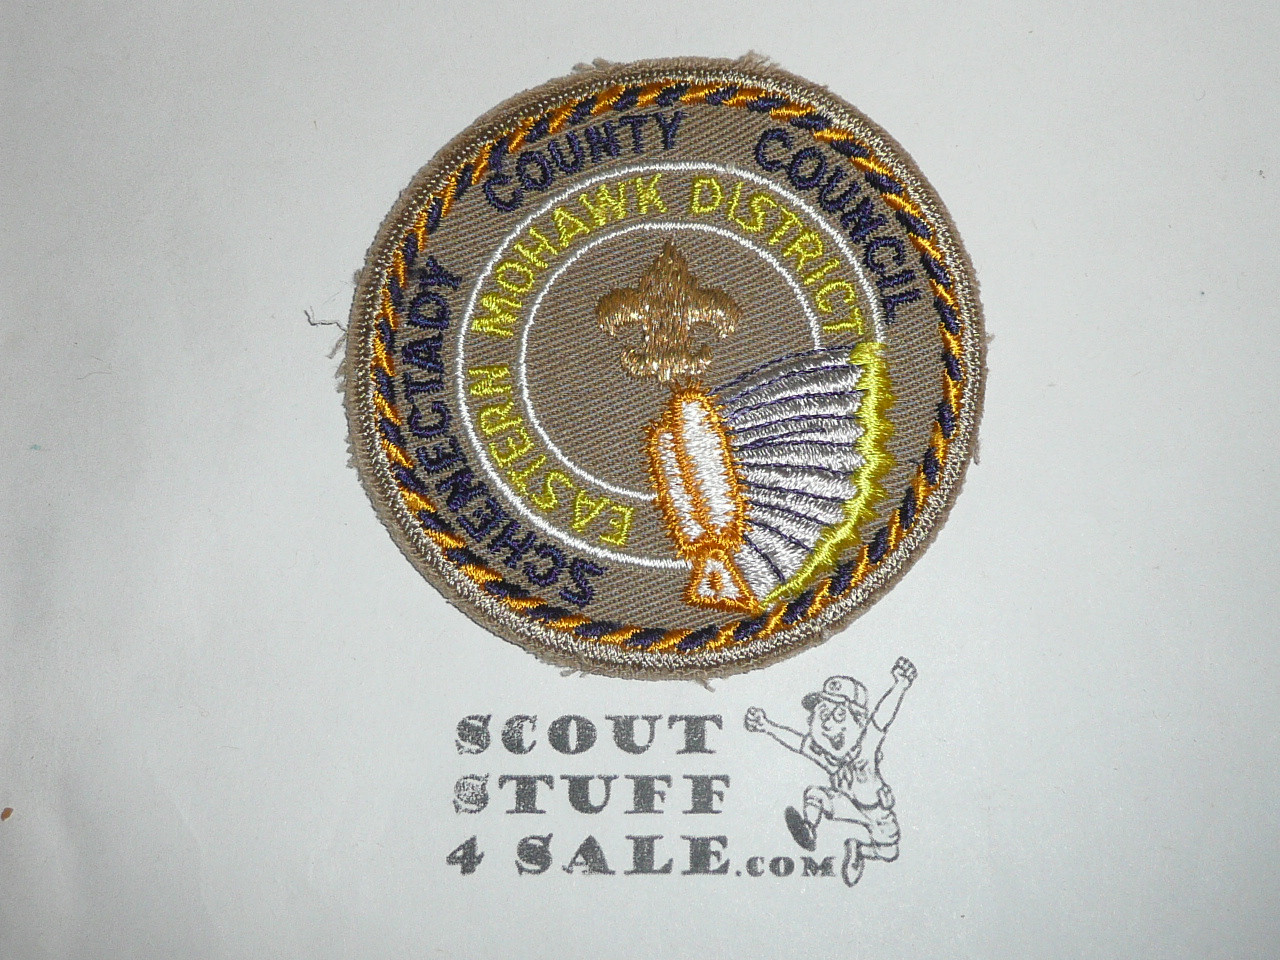 SCHENECTADY COUNTY COUNCIL
EASTERN MOHAWK DISTRICT
SCOUT
STUFF
4 SALE.COM